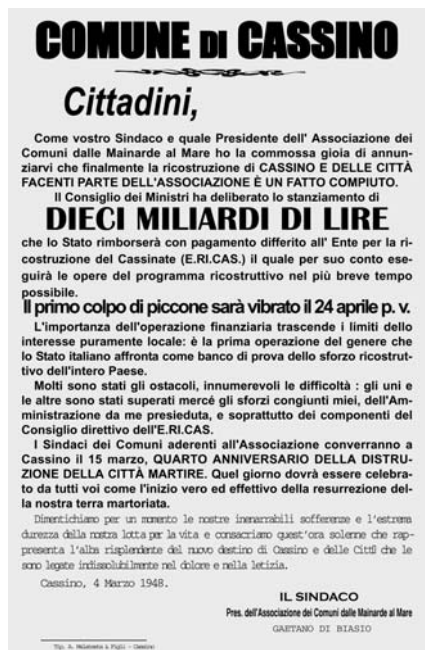 COMUNE DI CASSINO
Cittadini,
Come vostro Sindaco e quale Presidente dell' Associazione dei
Comuni dalle Mainarde al Mare ho la commossa gioia di annun-
ziarvi che finalmente la ricostruzione di CASSINO E DELLE CITTÀ
FACENTI PARTE DELL'ASSOCIAZIONE È UN FATTO COMPIUTO.
Il Consiglio dei Ministri ha deliberato lo stanziamento di
DIECI MILIARDI DI LIRE
che lo Stato rimborserà con pagamento differito all' Ente per la ri-
costruzione del Cassinate (E.RI.CAS.) il quale per suo conto ese-
guirà le opere del programma ricostruttivo nel più breve tempo
possibile.
Il primo colpo di piccone sarà vibrato il 24 aprile p. v.
L'importanza dell'operazione finanziaria trascende i limiti dello
interesse puramente locale: è la prima operazione del genere che
lo Stato italiano affronta come banco di prova dello sforzo ricostrut-
tivo dell'intero Paese.
Molti sono stati gli ostacoli, innumerevoli le difficoltà : gli uni e
le altre sono stati superati mercé gli sforzi congiunti miei, dell'Am-
ministrazione da me presieduta, e soprattutto dei componenti del
Consiglio direttivo dell'E.RI.CAS.
I Sindaci dei Comuni aderenti all'Associazione converranno a
Cassino il 15 marzo, QUARTO ANNIVERSARIO DELLA DISTRU-
ZIONE DELLA CITTÀ MARTIRE. Quel giorno dovrà essere celebra-
to da tutti voi come l'inizio vero ed effettivo della resurrezione del-
la nostra terra martoriata.
Dimentichiamo per un momento le nostre inenarrabili sofferenze e l'estrema
durezza della nostra lotta per la vita e consacriamo quest'ora solenne che rap-
presenta l'alba risplendente del nuovo destino di Cassino e delle Città che le
sono legate indissolubilmente nel dolore e nella letizia.
Cassino, 4 Marzo 1948.
IL SINDACO
Pres. dell'Associazione dei Comuni dalle Mainarde al Mare
GAETANO DI BIASIO
Tip. A. Malatesta & Figli - Cassino